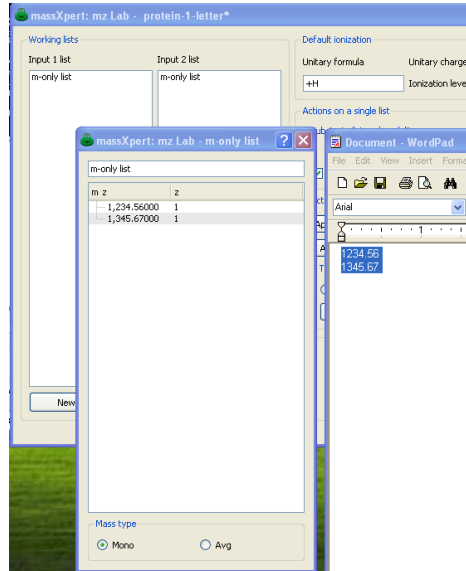 massXpert: mz Lab - protein-1-letter*
Working lists
Input 1 list
Input 2 list
m-only list
m-only list
New
Default ionization
Unitary formula
Unitary charge
+H
Ionization leve
Actions on a single list
massXpert: mz Lab - m-only list
m-only list
m z
z
1,234.56000 1
1,345.67000 1
Mass type
Mono
Avg
Document - WordPad
File Edit View Insert Forma
Arial
1
1234.56
1345.67